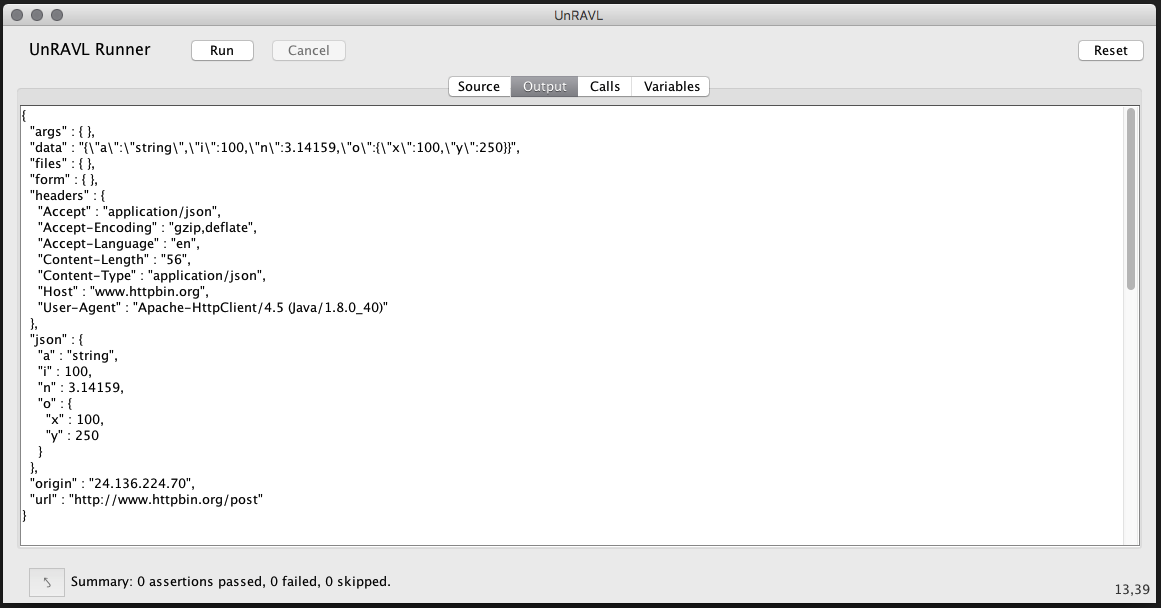 UnRAVL
UnRAVL Runner Run Cancel Reset
Source Output Calls Variables
{
  "args" : { },
  "data" : "{\"a\":\"string\",\"i\":100,\"n\":3.14159,\"o\":{\"x\":100,\"y\":250}}",
  "files" : { },
  "form" : { },
  "headers" : {
    "Accept" : "application/json",
    "Accept-Encoding" : "gzip,deflate",
    "Accept-Language" : "en",
    "Content-Length" : "56",
    "Content-Type" : "application/json",
    "Host" : "www.httpbin.org",
    "User-Agent" : "Apache-HttpClient/4.5 (Java/1.8.0_40)"
  },
  "json" : {
    "a" : "string",
    "i" : 100,
    "n" : 3.14159,
    "o" : {
      "x" : 100,
      "y" : 250
    }
  },
  "origin" : "24.136.224.70",
  "url" : "http://www.httpbin.org/post"
}
Summary: 0 assertions passed, 0 failed, 0 skipped.
13,39